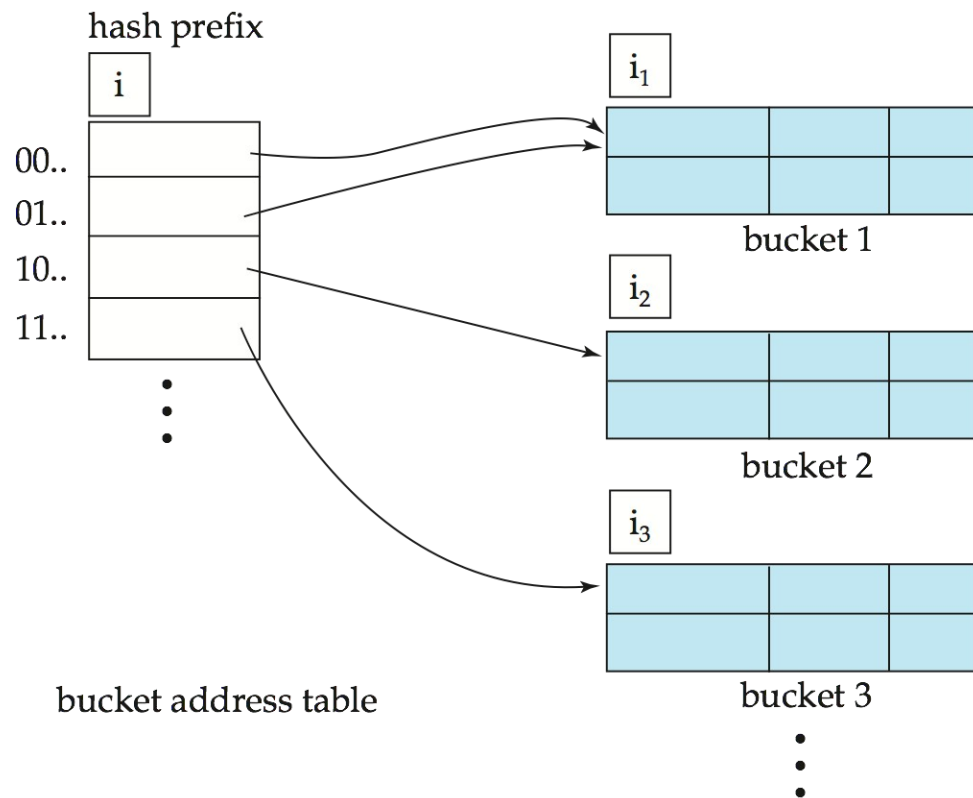 hash prefix
i
00..
01..
10..
11..
bucket address table
i₁
bucket 1
i₂
bucket 2
i₃
bucket 3